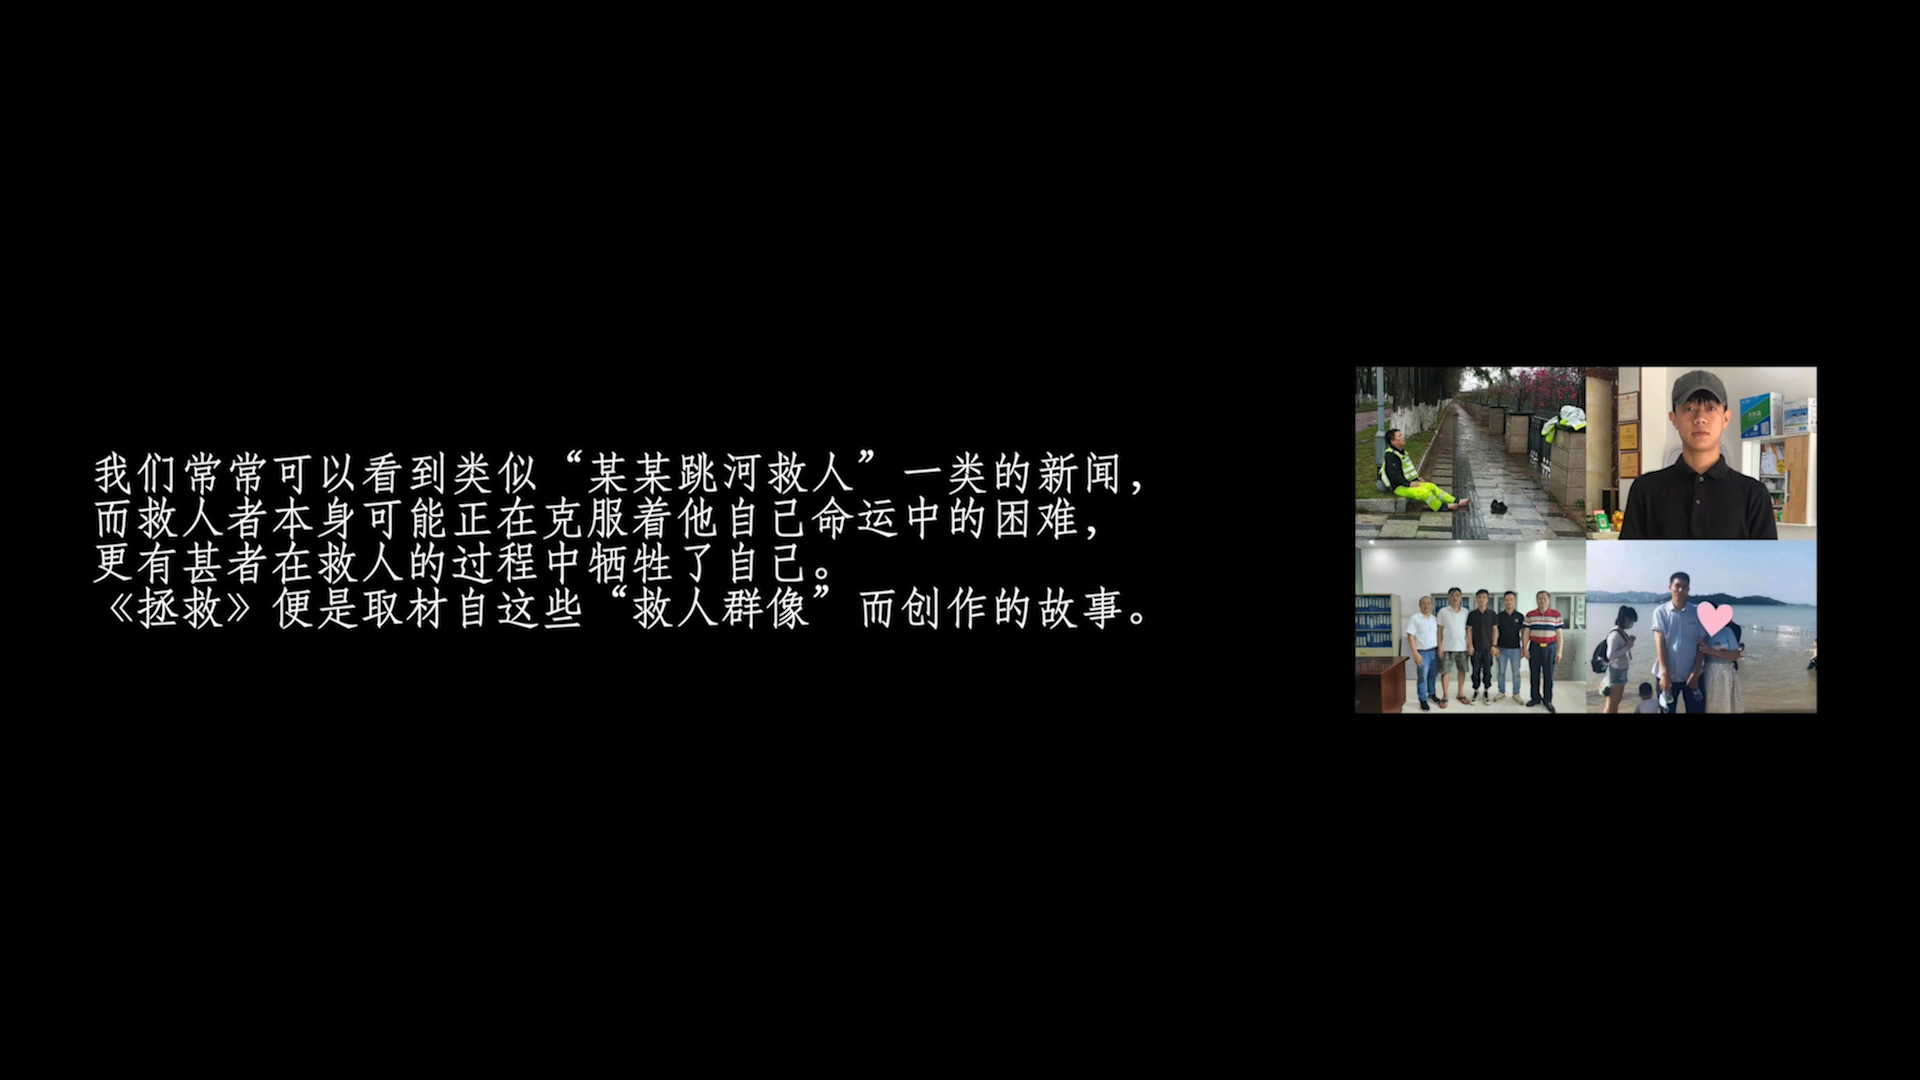 我们常常可以看到类似“某某跳河救人”一类的新闻，
而救人者本身可能正在克服着他自己命运中的困难，
更有甚者在救人的过程中牺牲了自己。
《拯救》便是取材自这些“救人群像”而创作的故事。